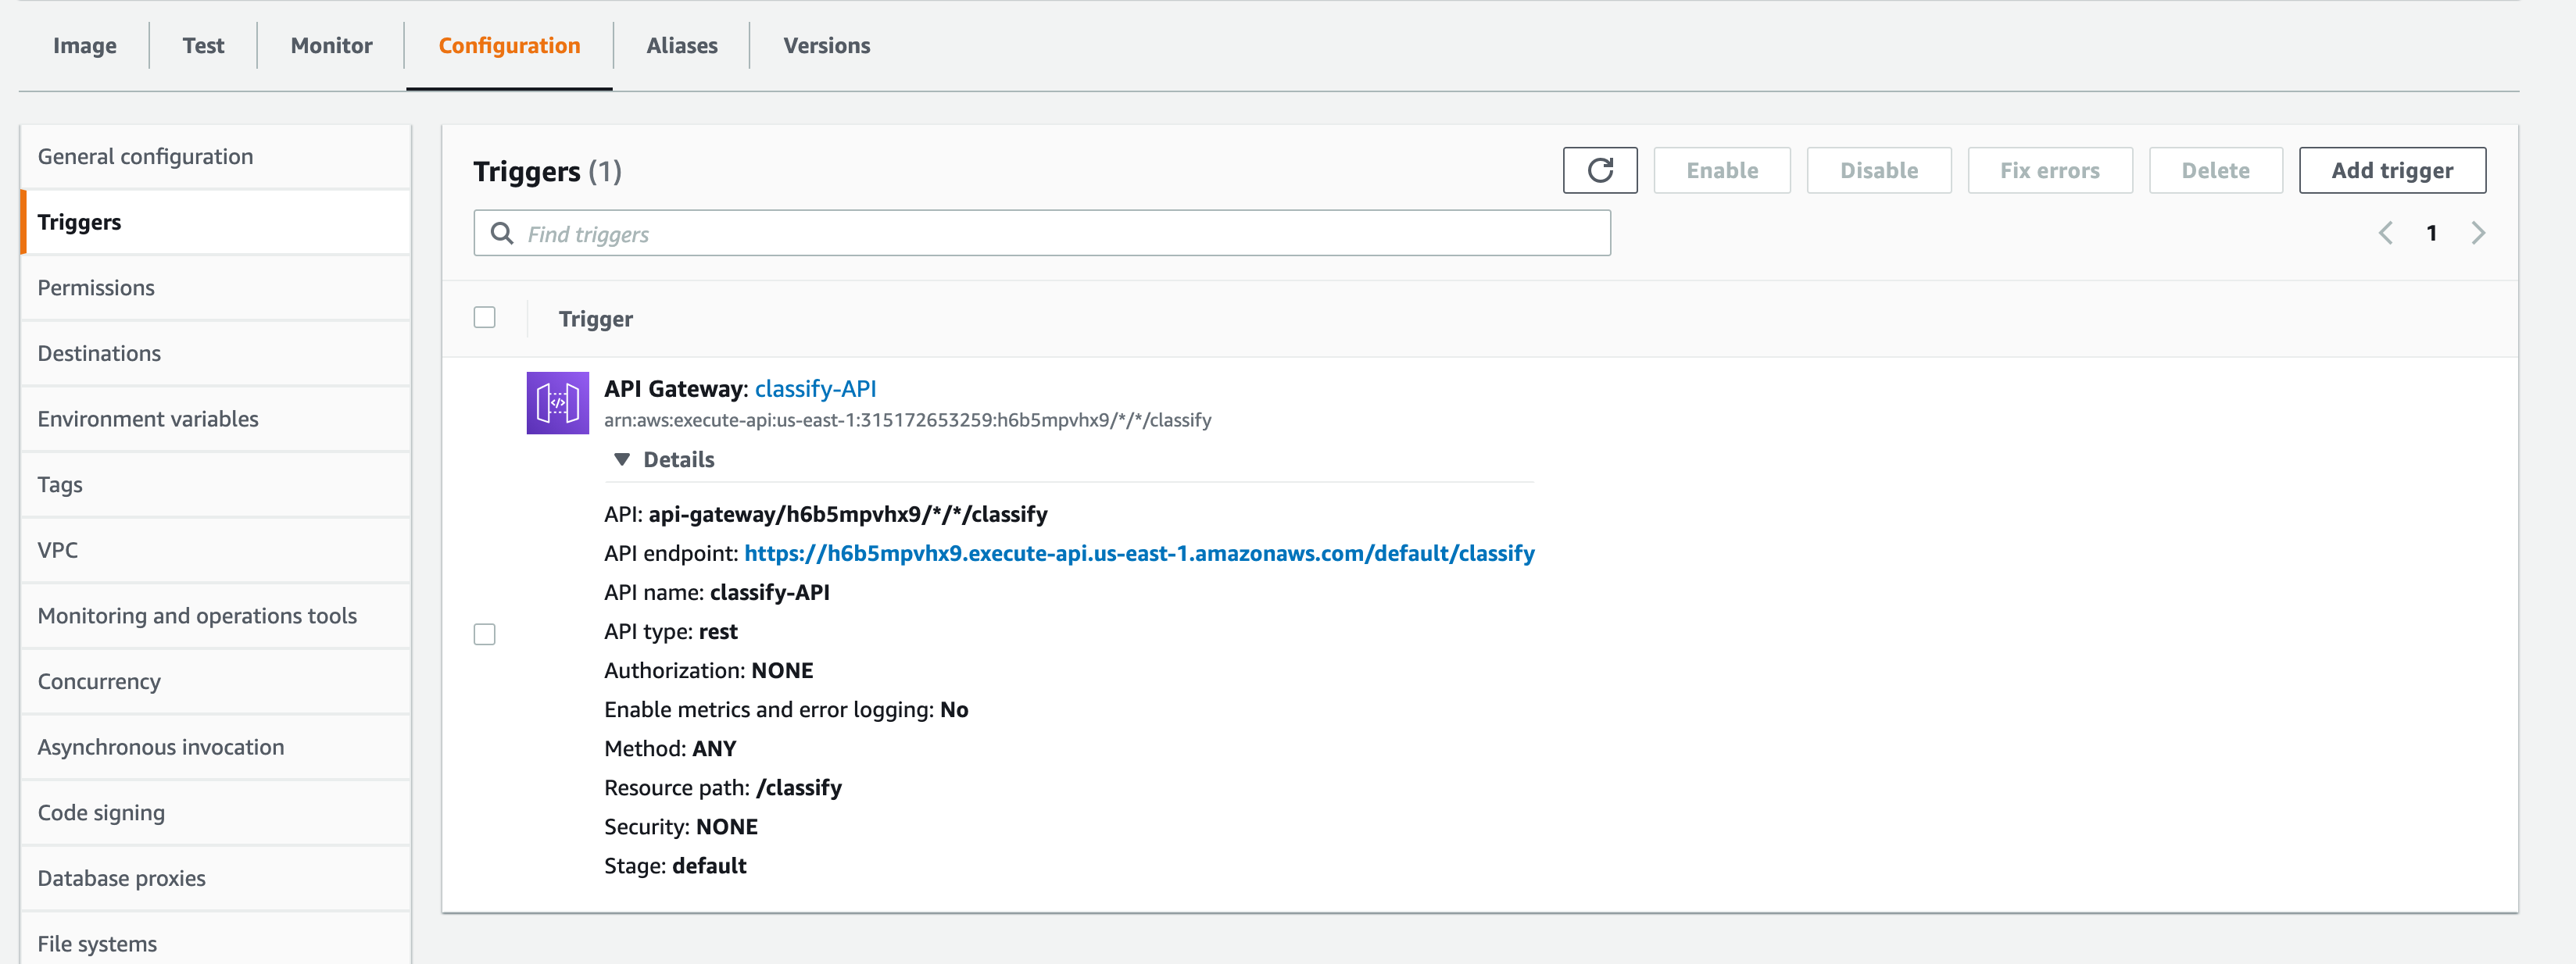 Image
Test
Monitor
Configuration
Aliases
Versions
General configuration
Triggers
Permissions
Destinations
Environment variables
Tags
VPC
Monitoring and operations tools
Concurrency
Asynchronous invocation
Code signing
Database proxies
File systems
Triggers (1)
Enable
Disable
Fix errors
Delete
Add trigger
Find triggers
1
Trigger
API Gateway: classify-API
arn:aws:execute-api:us-east-1:315172653259:h6b5mpvhx9/*/*/classify
Details
API: api-gateway/h6b5mpvhx9/*/*/classify
API endpoint: https://h6b5mpvhx9.execute-api.us-east-1.amazonaws.com/default/classify
API name: classify-API
API type: rest
Authorization: NONE
Enable metrics and error logging: No
Method: ANY
Resource path: /classify
Security: NONE
Stage: default